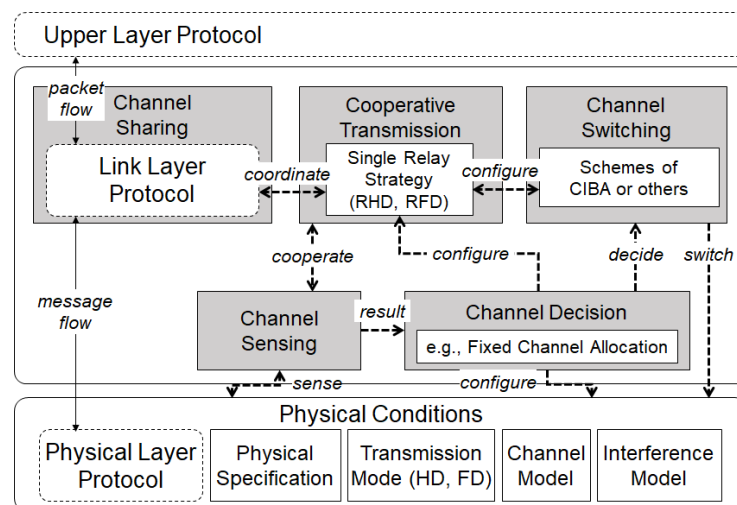 Upper Layer Protocol
packet
flow
Channel
Sharing
Cooperative
Transmission
Channel
Switching
Link Layer
Protocol
coordinate
Single Relay
Strategy
(RHD, RFD)
configure
Schemes of
CIBA or others
cooperate
configure
decide
switch
message
flow
Channel
Sensing
result
Channel Decision
e.g., Fixed Channel Allocation
sense
configure
Physical Conditions
Physical Layer
Protocol
Physical
Specification
Transmission
Mode (HD, FD)
Channel
Model
Interference
Model